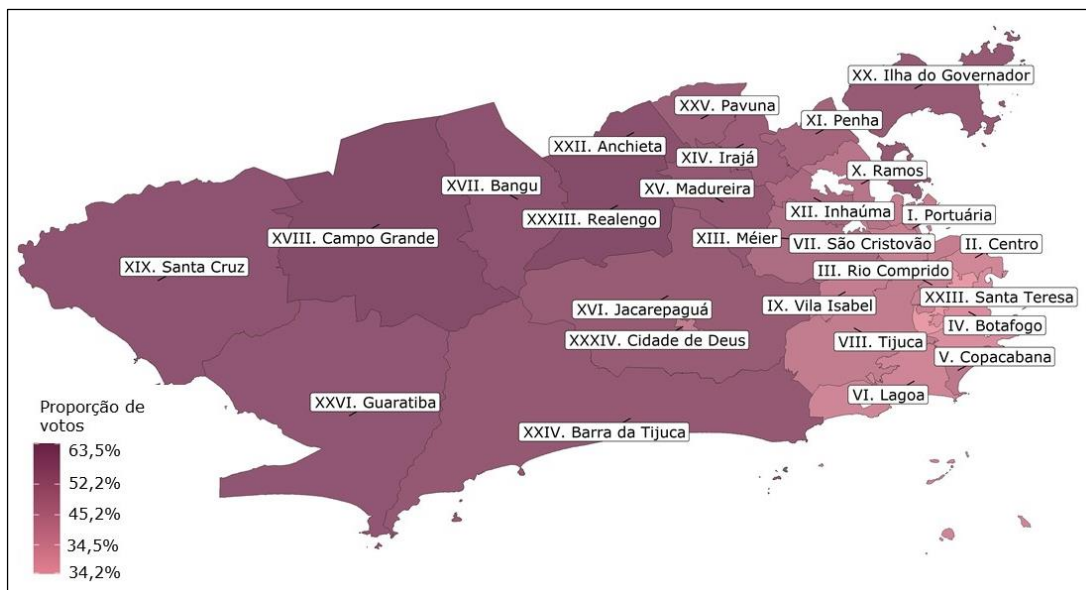 XX. Ilha do Governador
XXV. Pavuna
XI. Penha
XXII. Anchieta
XIV. Irajá
X. Ramos
XVII. Bangu
XV. Madureira
XII. Inhaúma
I. Portuária
XXXIII. Realengo
XVIII. Campo Grande
XIII. Méier
VII. São Cristovão
II. Centro
XIX. Santa Cruz
III. Rio Comprido
XXIII. Santa Teresa
XVI. Jacarepaguá
IX. Vila Isabel
IV. Botafogo
XXXIV. Cidade de Deus
VIII. Tijuca
V. Copacabana
VI. Lagoa
XXVI. Guaratiba
XXIV. Barra da Tijuca
Proporção de
votos
63,5%
52,2%
45,2%
34,5%
34,2%